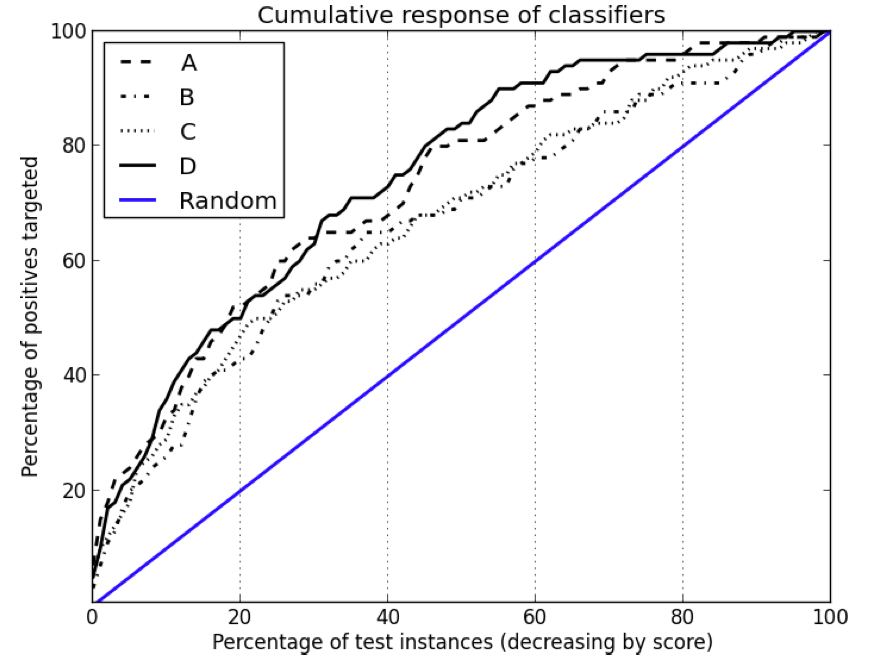 Cumulative response of classifiers
100
A
B
C
D
Random
80
60
40
20
Percentage of positives targeted
0 20 40 60 80 100
Percentage of test instances (decreasing by score)